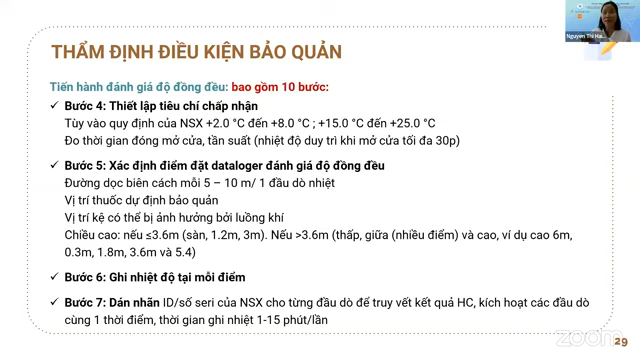 Nguyen Thi Ha...
THẨM ĐỊNH ĐIỀU KIỆN BẢO QUẢN
Tiến hành đánh giá độ đồng đều: bao gồm 10 bước:
✓ Bước 4: Thiết lập tiêu chí chấp nhận
Tùy vào quy định của NSX +2.0 °C đến +8.0 °C ; +15.0 °C đến +25.0 °C
Đo thời gian đóng mở cửa, tần suất (nhiệt độ duy trì khi mở cửa tối đa 30p)
✓ Bước 5: Xác định điểm đặt dataloger đánh giá độ đồng đều
Đường dọc biên cách mỗi 5 – 10 m/ 1 đầu dò nhiệt
Vị trí thuốc dự định bảo quản
Vị trí kệ có thể bị ảnh hưởng bởi luồng khí
Chiều cao: nếu ≤3.6m (sàn, 1.2m, 3m). Nếu >3.6m (thấp, giữa (nhiều điểm) và cao, ví dụ cao 6m,
0.3m, 1.8m, 3.6m và 5.4)
✓ Bước 6: Ghi nhiệt độ tại mỗi điểm
✓ Bước 7: Dán nhãn ID/số seri của NSX cho từng đầu dò để truy vết kết quả HC, kích hoạt các đầu dò
cùng 1 thời điểm, thời gian ghi nhiệt 1-15 phút/lần
zoom
29